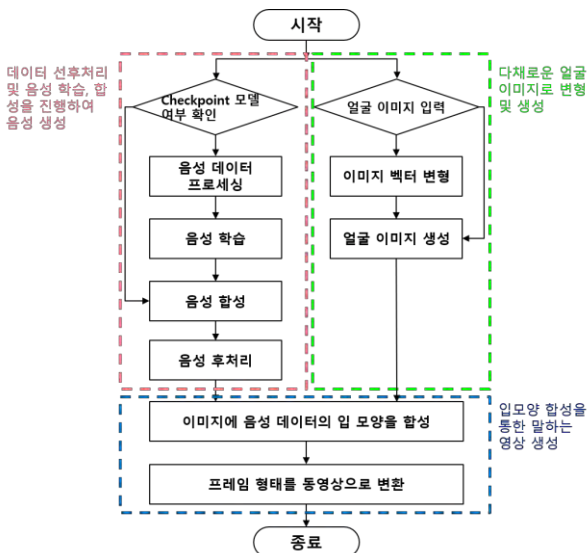 시작
데이터 선후처리
및 음성 학습, 합
성을 진행하여
음성 생성
Checkpoint 모델
여부 확인
음성 데이터
프로세싱
음성 학습
음성 합성
음성 후처리
얼굴 이미지 입력
이미지 벡터 변형
얼굴 이미지 생성
다채로운 얼굴
이미지로 변형
및 생성
이미지에 음성 데이터의 입 모양을 합성
프레임 형태를 동영상으로 변환
입모양 합성을
통한 말하는
영상 생성
종료